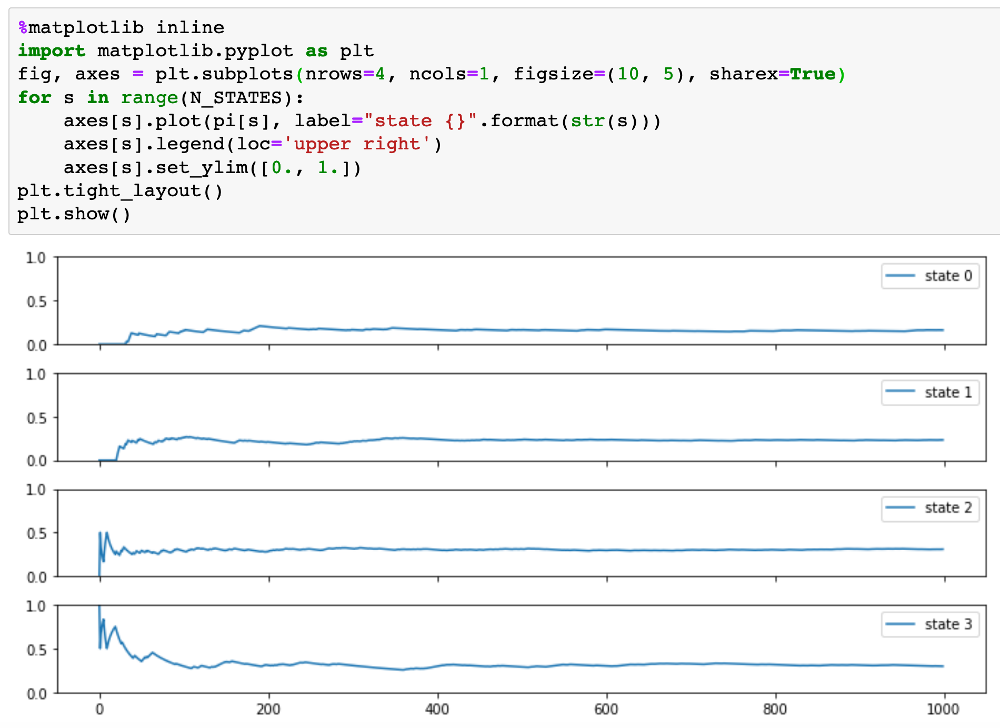 %matplotlib inline
import matplotlib.pyplot as plt
fig, axes = plt.subplots(nrows=4, ncols=1, figsize=(10, 5), sharex=True)
for s in range(N_STATES):
    axes[s].plot(pi[s], label="state {}".format(str(s)))
    axes[s].legend(loc='upper right')
    axes[s].set_ylim([0., 1.])
plt.tight_layout()
plt.show()
1.0
state 0
0.5
0.0
1.0
state 1
0.5
0.0
1.0
state 2
0.5
0.0
1.0
state 3
0.5
0.0
0 200 400 600 800 1000